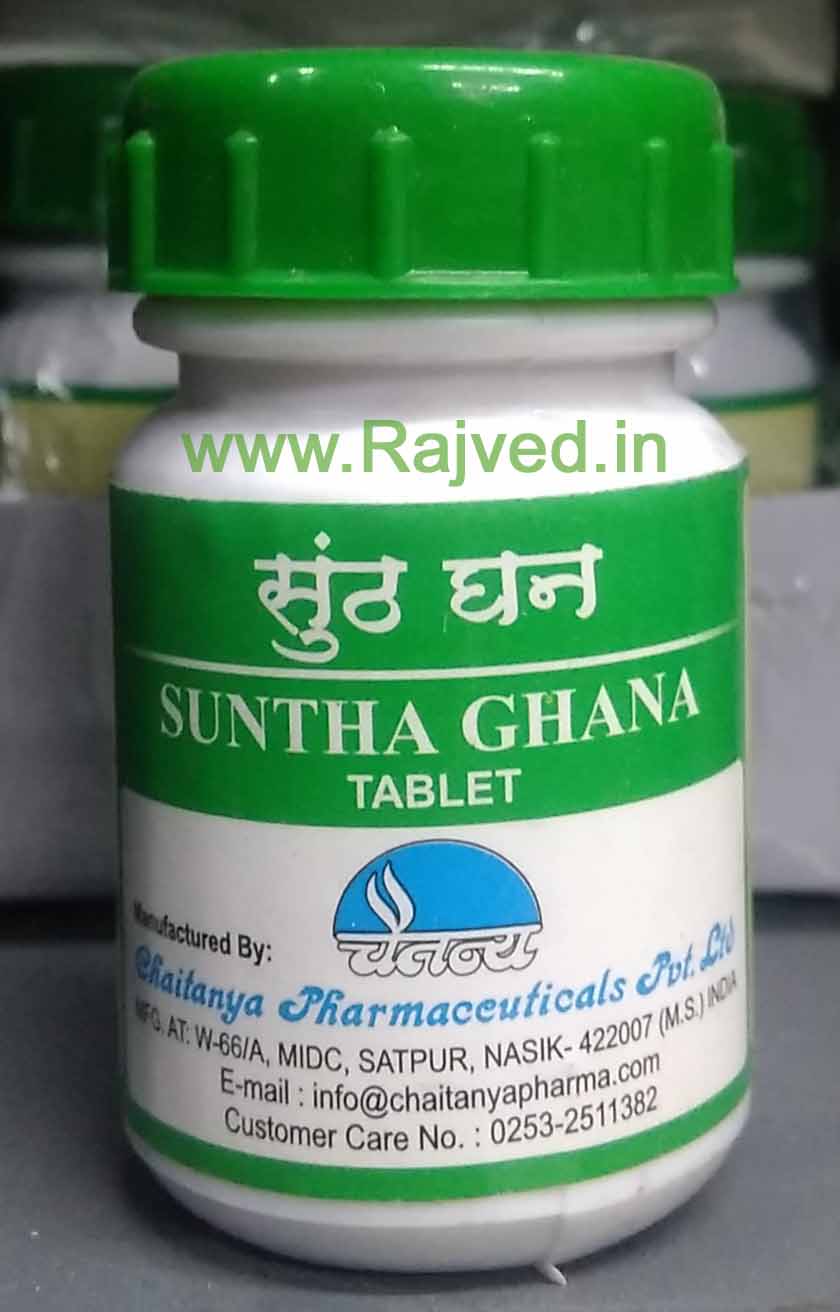 www.Rajved.in
सुंठ घन
SUNTHA GHANA
TABLET
चैतन्य
Manufactured By:
Chaitanya Pharmaceuticals Pvt. Ltd
MFG. AT: W-66/A, MIDC, SATPUR, NASIK- 422007 (M.S.) INDIA
E-mail : info@chaitanyapharma.com
Customer Care No. : 0253-2511382